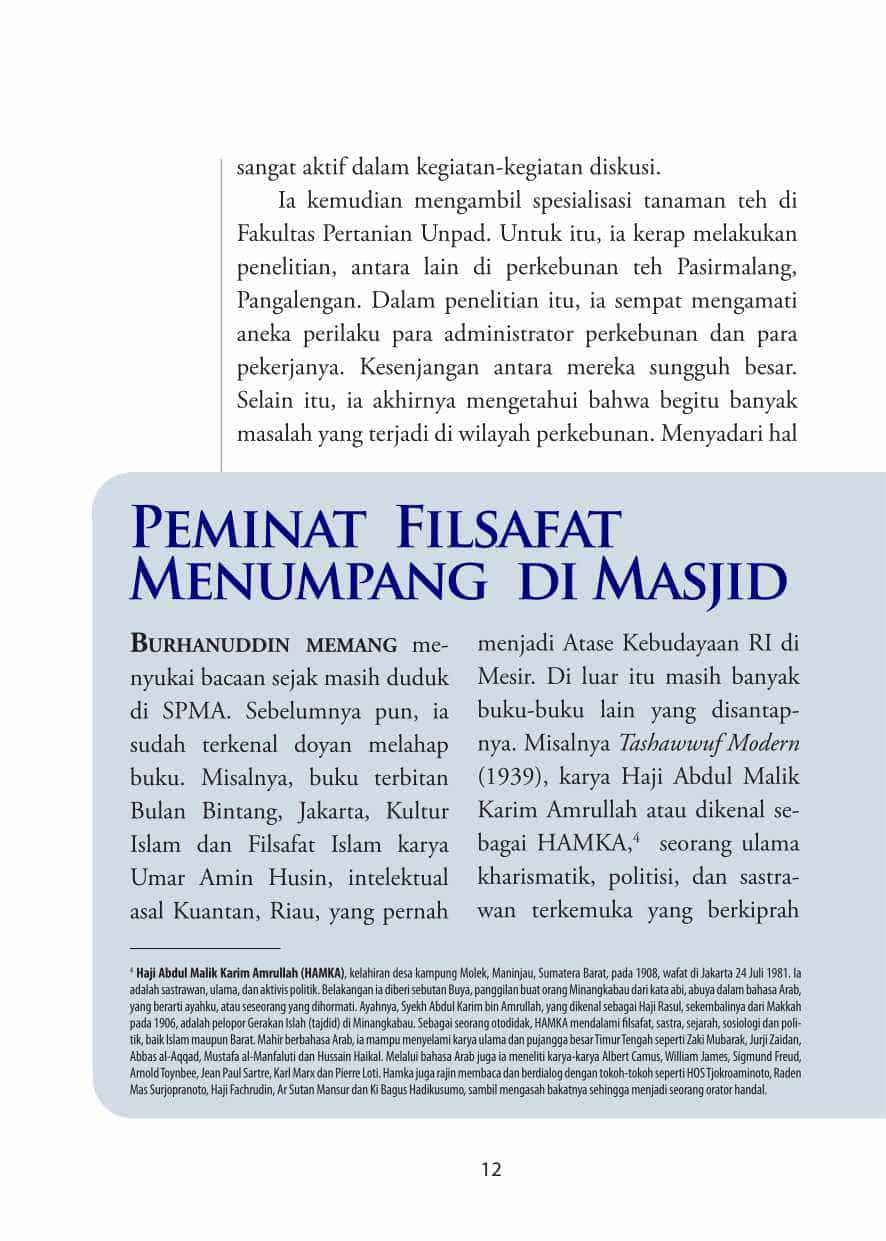 sangat aktif dalam kegiatan-kegiatan diskusi.
Ia kemudian mengambil spesialisasi tanaman teh di
Fakultas Pertanian Unpad. Untuk itu, ia kerap melakukan
penelitian, antara lain di perkebunan teh Pasirmalang,
Pangalengan. Dalam penelitian itu, ia sempat mengamati
aneka perilaku para administrator perkebunan dan para
pekerjanya. Kesenjangan antara mereka sungguh besar.
Selain itu, ia akhirnya mengetahui bahwa begitu banyak
masalah yang terjadi di wilayah perkebunan. Menyadari hal
PEMINAT FILSAFAT
MENUMPANG DI MASJID
BURHANUDDIN MEMANG me-
nyukai bacaan sejak masih duduk
di SPMA. Sebelumnya pun, ia
sudah terkenal doyan melahap
buku. Misalnya, buku terbitan
Bulan Bintang, Jakarta, Kultur
Islam dan Filsafat Islam karya
Umar Amin Husin, intelektual
asal Kuantan, Riau, yang pernah
menjadi Atase Kebudayaan RI di
Mesir. Di luar itu masih banyak
buku-buku lain yang disantap-
nya. Misalnya Tashawwuf Modern
(1939), karya Haji Abdul Malik
Karim Amrullah atau dikenal se-
bagai HAMKA,4 seorang ulama
kharismatik, politisi, dan sastra-
wan terkemuka yang berkiprah
4 Haji Abdul Malik Karim Amrullah (HAMKA), kelahiran desa kampung Molek, Maninjau, Sumatera Barat, pada 1908, wafat di Jakarta 24 Juli 1981. Ia
adalah sastrawan, ulama, dan aktivis politik. Belakangan ia diberi sebutan Buya, panggilan buat orang Minangkabau dari kata abi, abuya dalam bahasa Arab,
yang berarti ayahku, atau seseorang yang dihormati. Ayahnya, Syekh Abdul Karim bin Amrullah, yang dikenal sebagai Haji Rasul, sekembalinya dari Makkah
pada 1906, adalah pelopor Gerakan Islah (tajdid) di Minangkabau. Sebagai seorang otodidak, HAMKA mendalami filsafat, sastra, sejarah, sosiologi dan poli-
tik, baik Islam maupun Barat. Mahir berbahasa Arab, ia mampu menyelami karya ulama dan pujangga besar Timur Tengah seperti Zaki Mubarak, Jurji Zaidan,
Abbas al-Aqqad, Mustafa al-Manfaluti dan Hussain Haikal. Melalui bahasa Arab juga ia meneliti karya-karya Albert Camus, William James, Sigmund Freud,
Arnold Toynbee, Jean Paul Sartre, Karl Marx dan Pierre Loti. Hamka juga rajin membaca dan berdialog dengan tokoh-tokoh seperti HOS Tjokroaminoto, Raden
Mas Surjopranoto, Haji Fachrudin, Ar Sutan Mansur dan Ki Bagus Hadikusumo, sambil mengasah bakatnya sehingga menjadi seorang orator handal.
12